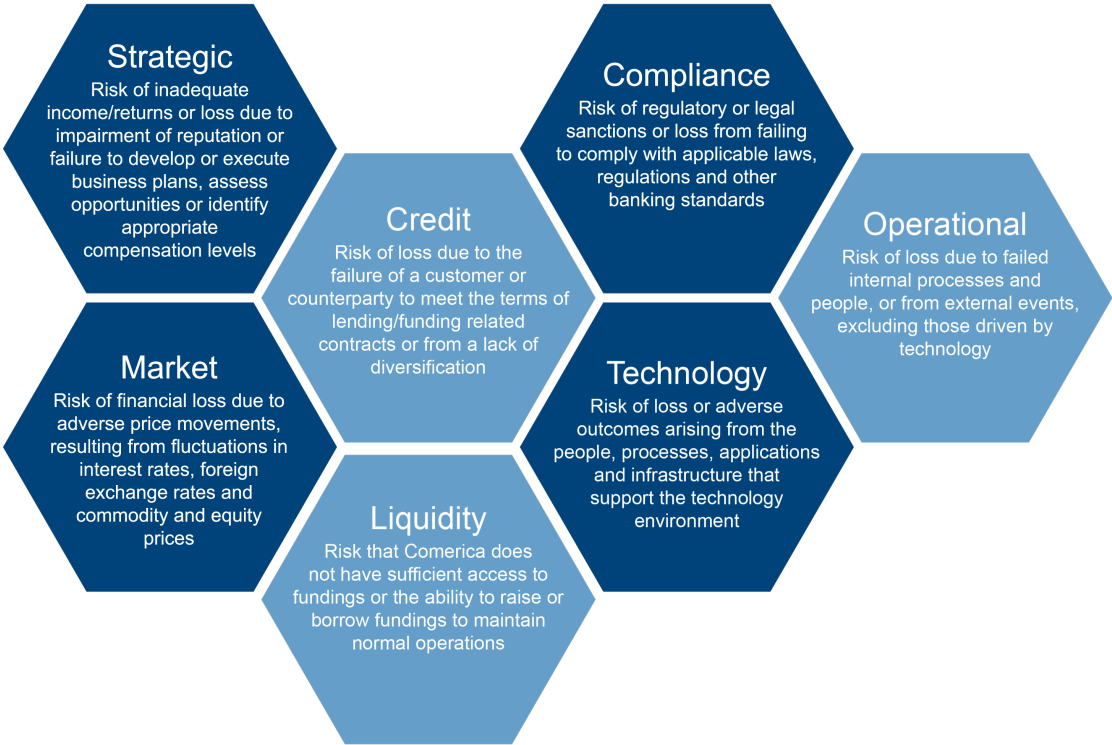 Strategic
Risk of inadequate
income/returns or loss due to
impairment of reputation or
failure to develop or execute
business plans, assess
opportunities or identify
appropriate
compensation levels
Compliance
Risk of regulatory or legal
sanctions or loss from failing
to comply with applicable laws,
regulations and other
banking standards
Credit
Risk of loss due to the
failure of a customer or
counterparty to meet the terms of
lending/funding related
contracts or from a lack of
diversification
Operational
Risk of loss due to failed
internal processes and
people, or from external events,
excluding those driven by
technology
Market
Risk of financial loss due to
adverse price movements,
resulting from fluctuations in
interest rates, foreign
exchange rates and
commodity and equity
prices
Technology
Risk of loss or adverse
outcomes arising from the
people, processes, applications
and infrastructure that
support the technology
environment
Liquidity
Risk that Comerica does
not have sufficient access to
fundings or the ability to raise or
borrow fundings to maintain
normal operations